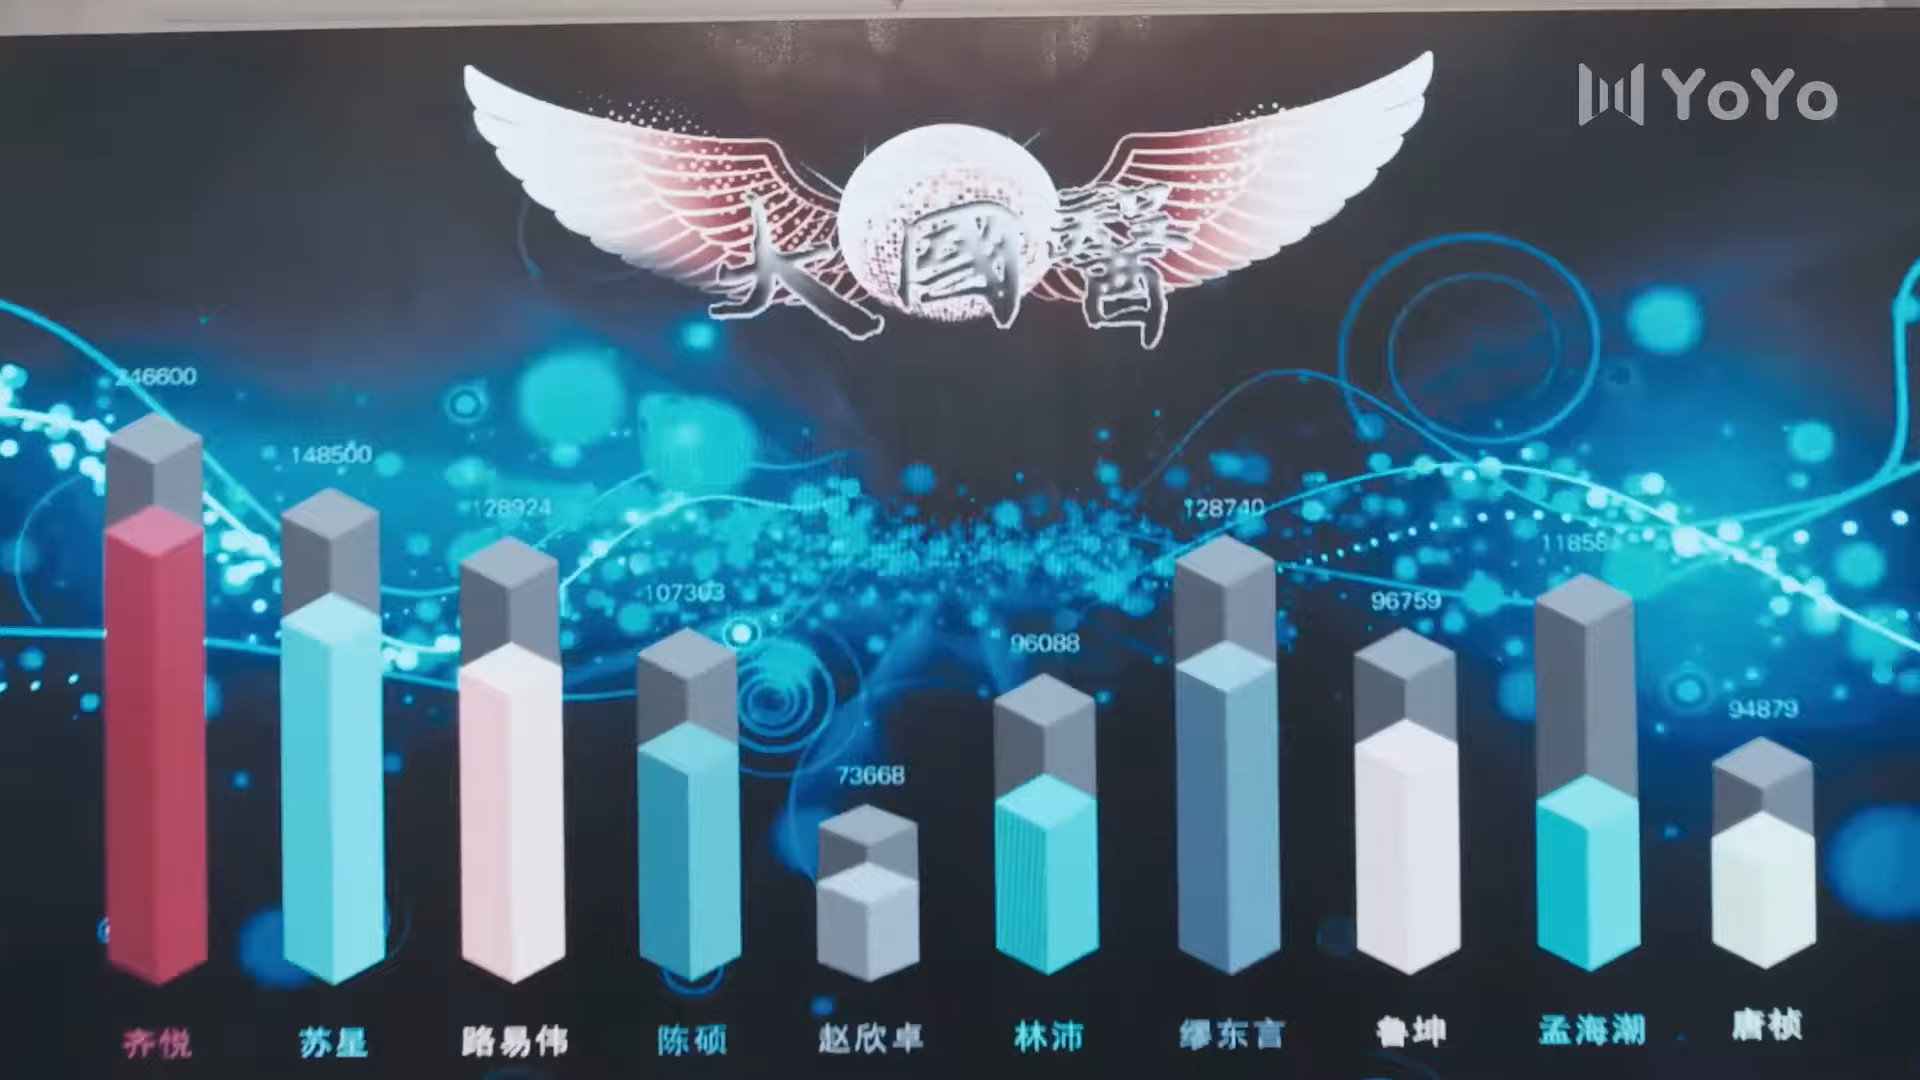 YoYo
大國醫
246600
148500
128924
107303
73668
96088
128740
96759
94879
齐悦
苏星
路易伟
陈硕
赵欣卓
林沛
缪东言
鲁坤
孟海潮
唐祯